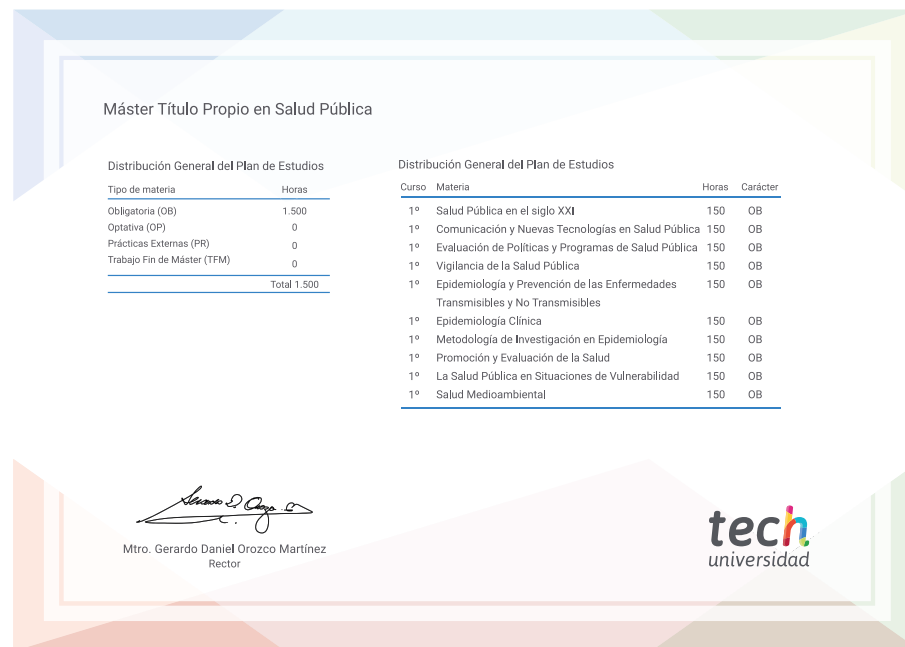 Máster Título Propio en Salud Pública
Distribución General del Plan de Estudios
Tipo de materia Horas
Obligatoria (OB) 1.500
Optativa (OP) 0
Prácticas Externas (PR) 0
Trabajo Fin de Máster (TFM) 0
Total 1.500
Distribución General del Plan de Estudios
Curso Materia Horas Carácter
1º Salud Pública en el siglo XXI 150 OB
1º Comunicación y Nuevas Tecnologías en Salud Pública 150 OB
1º Evaluación de Políticas y Programas de Salud Pública 150 OB
1º Vigilancia de la Salud Pública 150 OB
1º Epidemiología y Prevención de las Enfermedades 150 OB
Transmisibles y No Transmisibles
1º Epidemiología Clínica 150 OB
1º Metodología de Investigación en Epidemiología 150 OB
1º Promoción y Evaluación de la Salud 150 OB
1º La Salud Pública en Situaciones de Vulnerabilidad 150 OB
1º Salud Medioambiental 150 OB
Mtro. Gerardo Daniel Orozco Martínez
Rector
tech
universidad